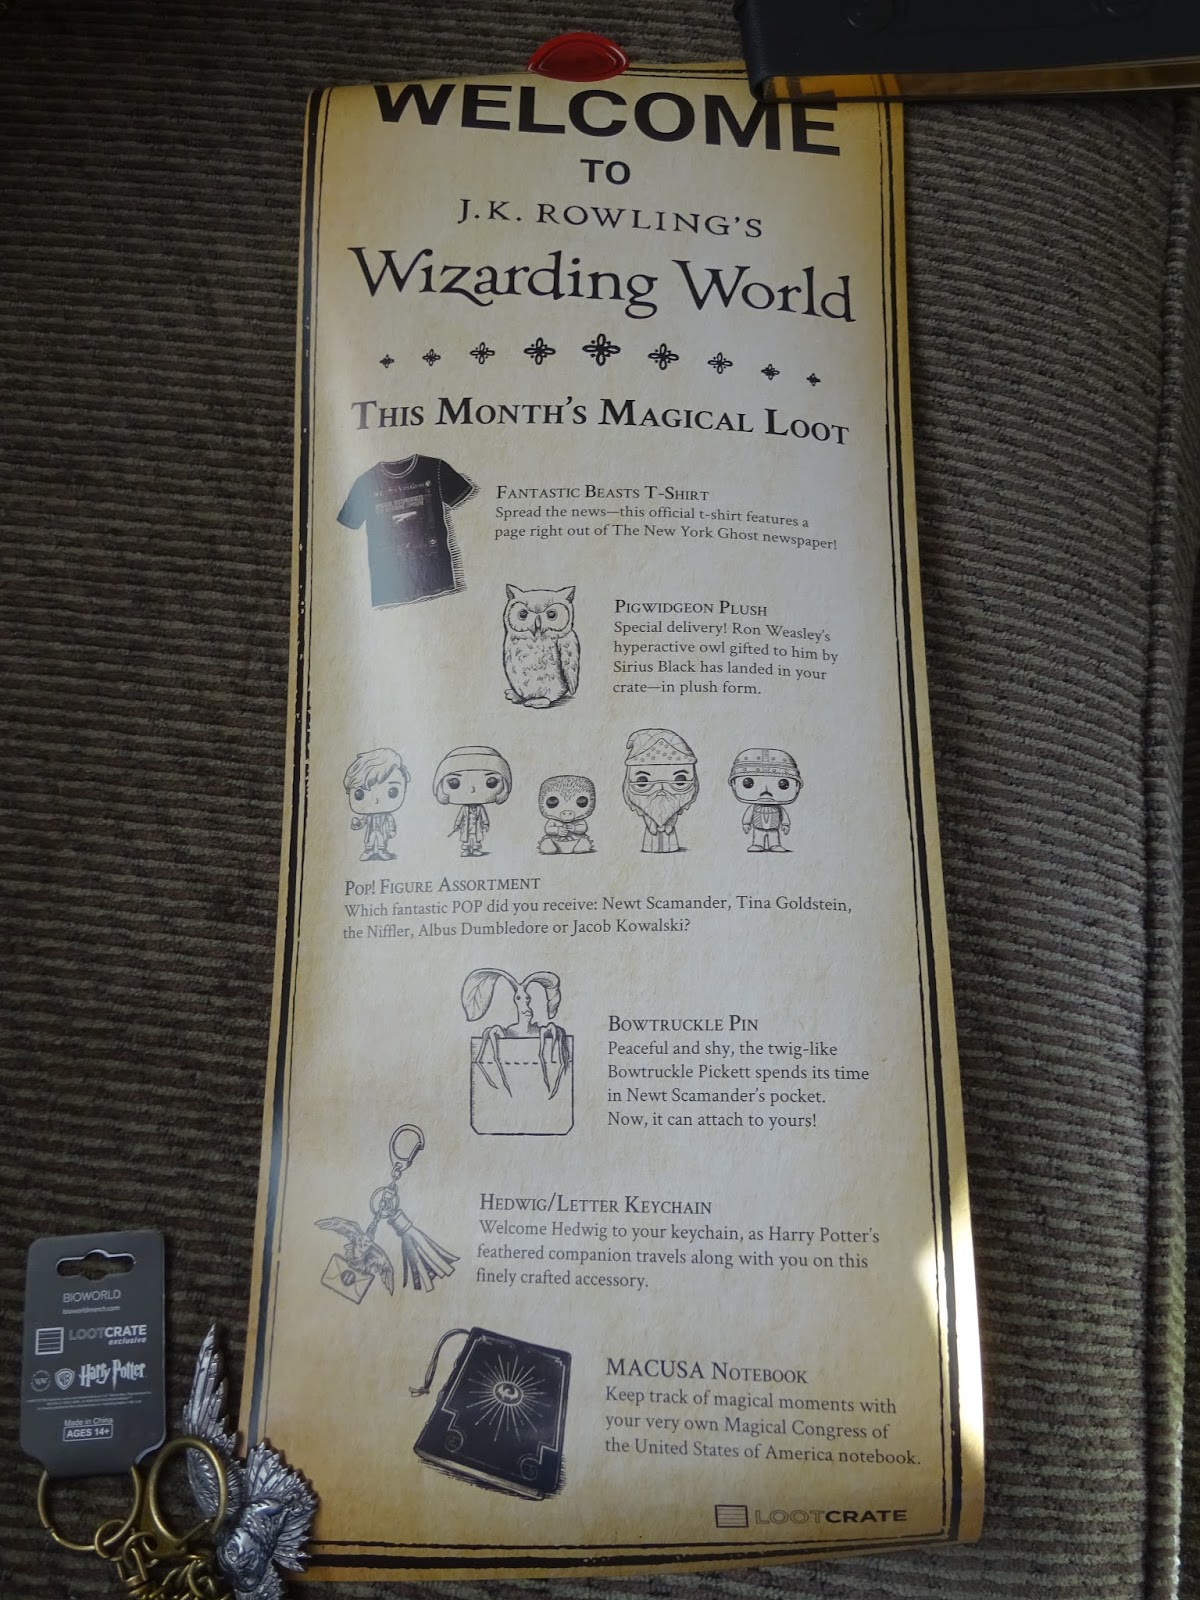 WELCOME
TO
J.K. ROWLING'S
Wizarding World
THIS MONTH'S MAGICAL LOOT
FANTASTIC BEASTS T-SHIRT
Spread the news—this official t-shirt features a
page right out of The New York Ghost newspaper!
PIGWIDGEON PLUSH
Special delivery! Ron Weasley's
hyperactive owl gifted to him by
Sirius Black has landed in your
crate—in plush form.
POP! FIGURE ASSORTMENT
Which fantastic POP did you receive: Newt Scamander, Tina Goldstein,
the Niffler, Albus Dumbledore or Jacob Kowalski?
BOWTRUCKLE PIN
Peaceful and shy, the twig-like
Bowtruckle Pickett spends its time
in Newt Scamander's pocket.
Now, it can attach to yours!
HEDWIG/LETTER KEYCHAIN
Welcome Hedwig to your keychain, as Harry Potter's
feathered companion travels along with you on this
finely crafted accessory.
MACUSA NOTEBOOK
Keep track of magical moments with
your very own Magical Congress of
the United States of America notebook.
LOOTCRATE
BIOWORLD
bioworldmerch.com
LOOTCRATE
exclusive
Harry Potter
Made in China
AGES 14+